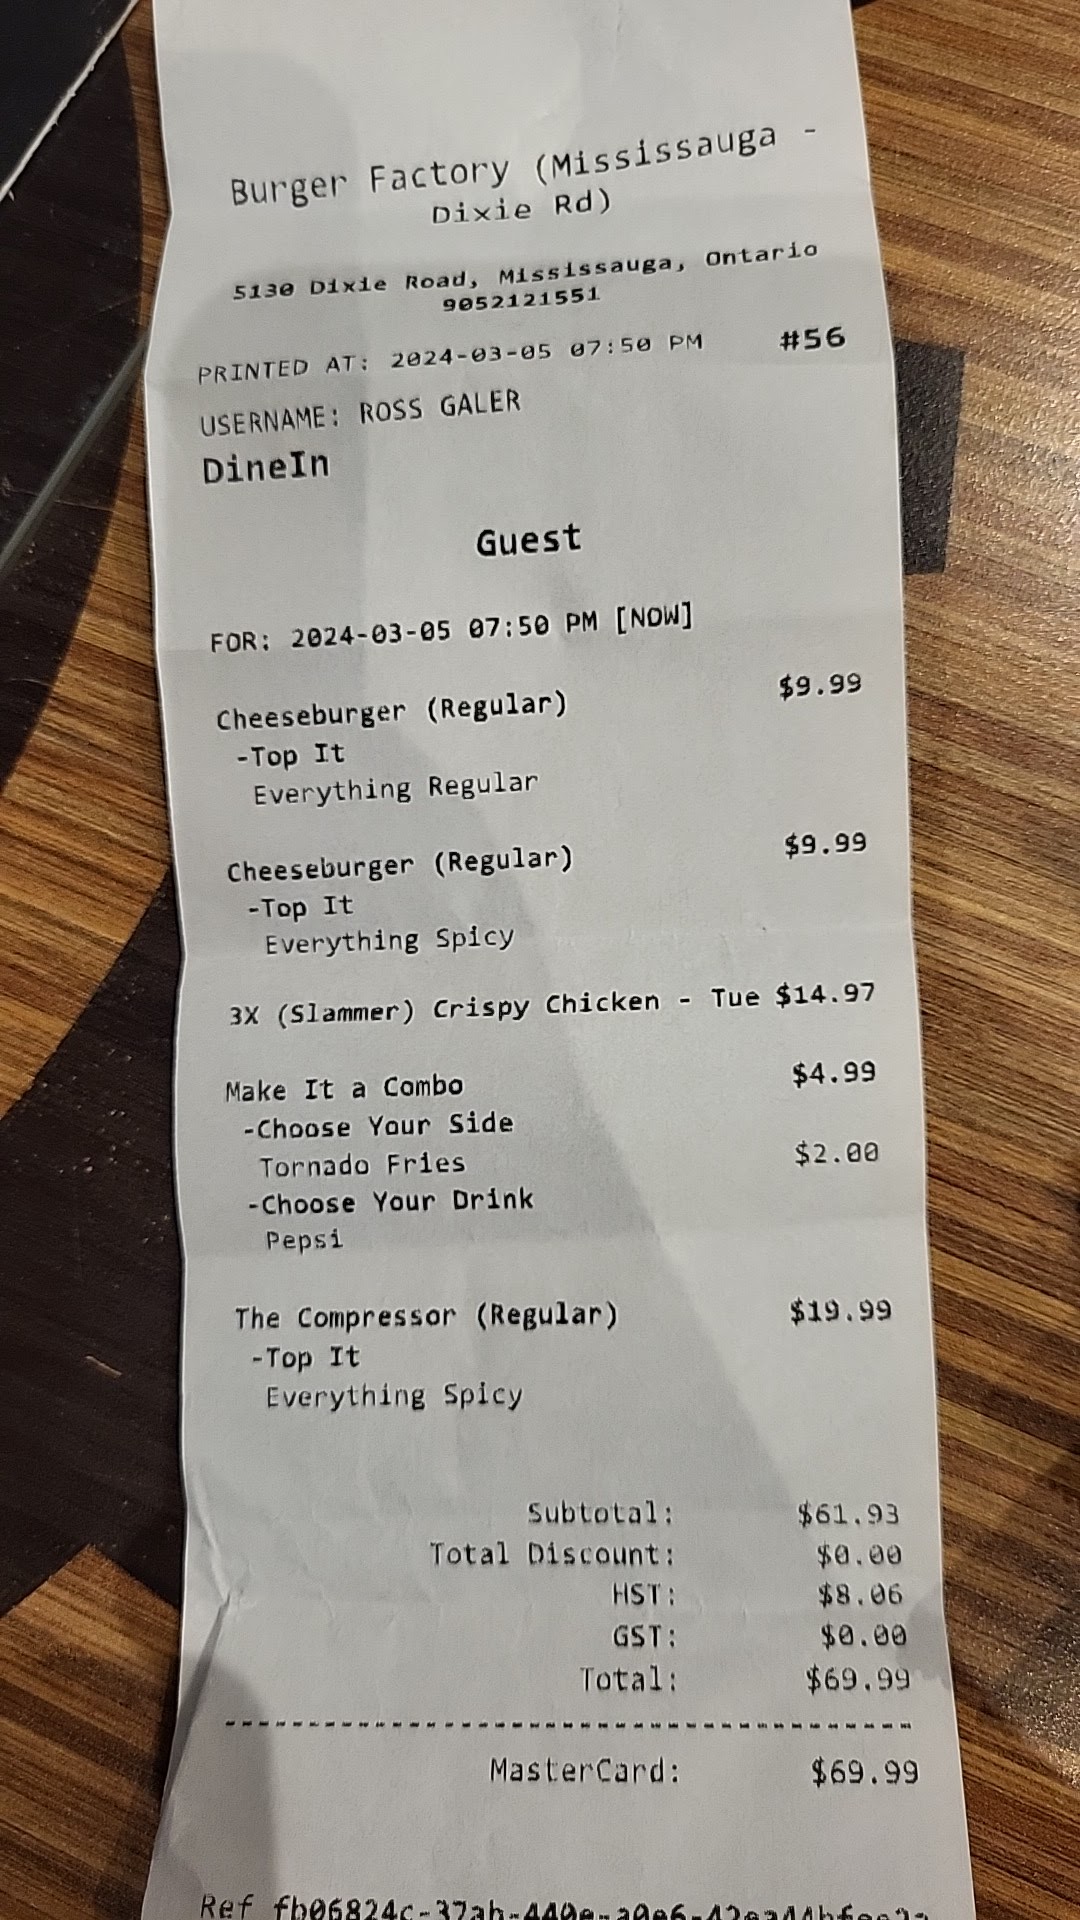 Burger Factory (Mississauga -
Dixie Rd)
5130 Dixie Road, Mississauga, Ontario
9052121551
PRINTED AT: 2024-03-05 07:50 PM #56
USERNAME: ROSS GALER
DineIn
Guest
FOR: 2024-03-05 07:50 PM [NOW]
Cheeseburger (Regular) $9.99
-Top It
Everything Regular
Cheeseburger (Regular) $9.99
-Top It
Everything Spicy
3X (Slammer) Crispy Chicken - Tue $14.97
Make It a Combo $4.99
-Choose Your Side
Tornado Fries $2.00
-Choose Your Drink
Pepsi
The Compressor (Regular) $19.99
-Top It
Everything Spicy
Subtotal: $61.93
Total Discount: $0.00
HST: $8.06
GST: $0.00
Total: $69.99
----------------------------------------
MasterCard: $69.99
Ref